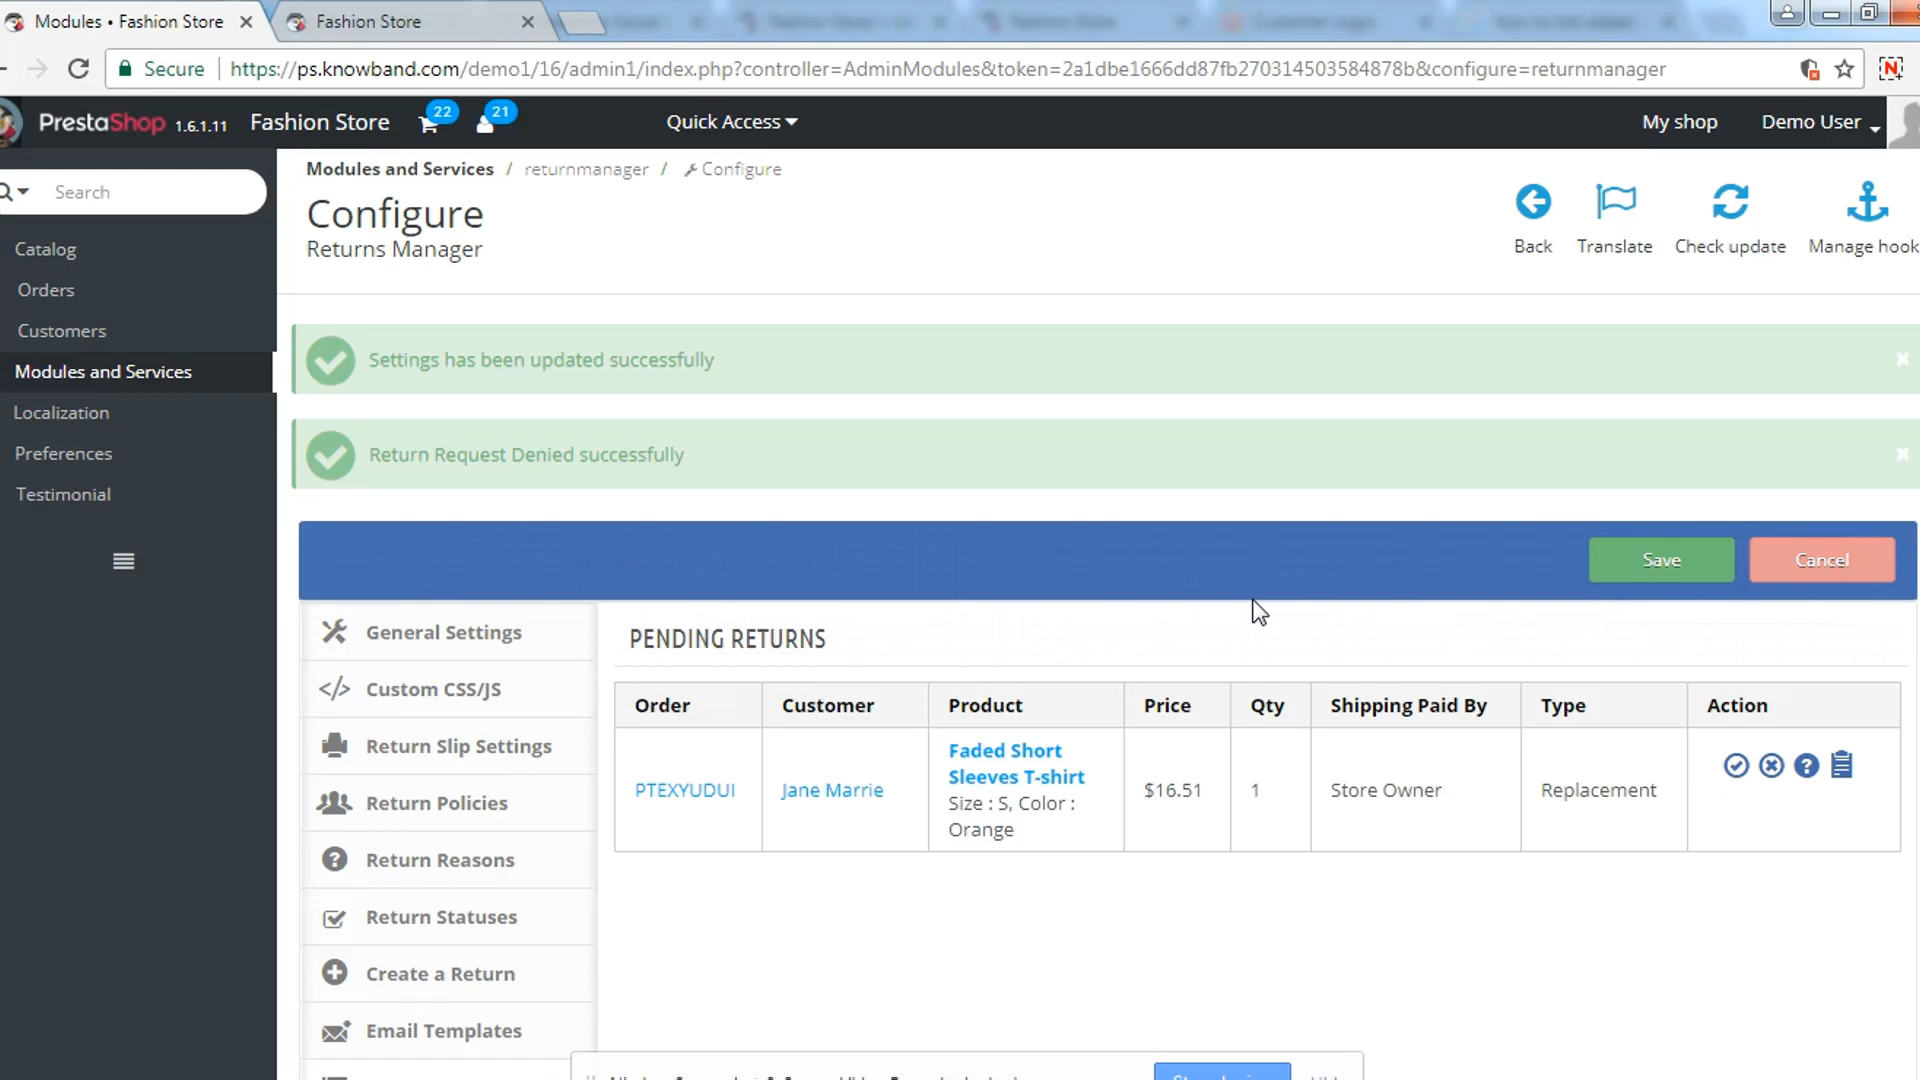 Modules • Fashion Store
Fashion Store
Secure https://ps.knowband.com/demo1/16/admin1/index.php?controller=AdminModules&token=2a1dbe1666dd87fb270314503584878b&configure=returnmanager
PrestaShop 1.6.1.11 Fashion Store 22 21 Quick Access My shop Demo User
Search
Catalog
Orders
Customers
Modules and Services
Localization
Preferences
Testimonial
Modules and Services / returnmanager / Configure
Configure
Returns Manager
Back Translate Check update Manage hook
Settings has been updated successfully
Return Request Denied successfully
Save Cancel
General Settings
Custom CSS/JS
Return Slip Settings
Return Policies
Return Reasons
Return Statuses
Create a Return
Email Templates
PENDING RETURNS
Order Customer Product Price Qty Shipping Paid By Type Action
PTEXYUDUI Jane Marrie Faded Short
Sleeves T-shirt
Size : S, Color :
Orange
$16.51 1 Store Owner Replacement